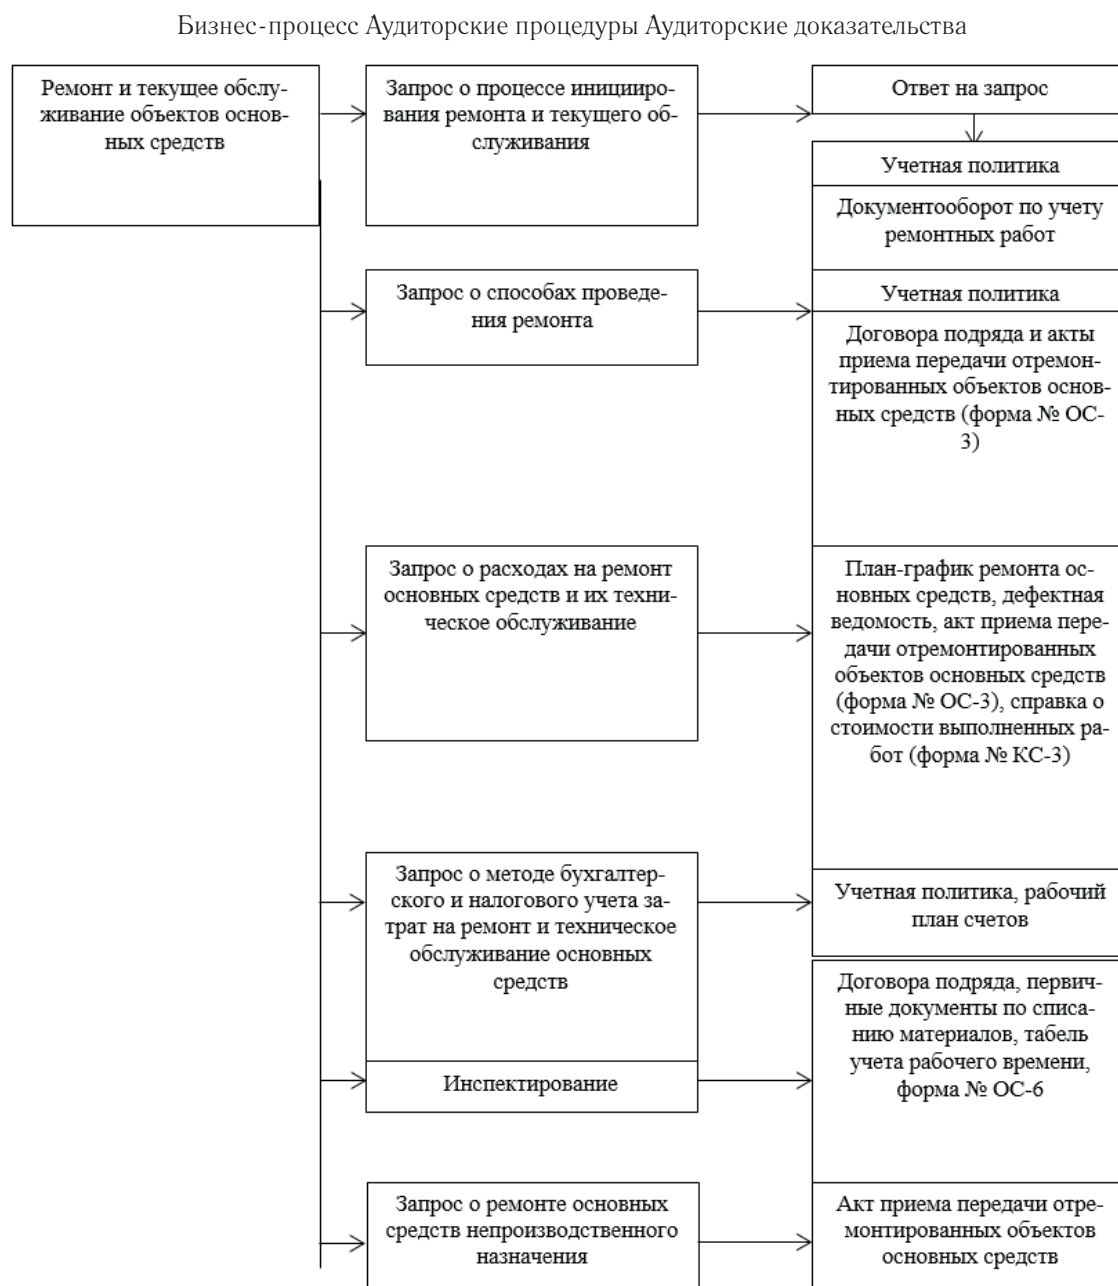 Бизнес-процесс Аудиторские процедуры Аудиторские доказательства
Ремонт и текущее обслу-
живание объектов основ-
ных средств
Запрос о процессе инициирo-
вания ремонта и текущего об-
служивания
Ответ на запрос
Учетная политика
Документооборот по учету
ремонтных работ
Запрос о способах проведе-
ния ремонта
Учетная политика
Договора подряда и акты
приема передачи отремон-
тированных объектов основ-
ных средств (форма № ОС-
3)
Запрос о расходах на ремонт
основных средств и их техни-
ческое обслуживание
План-график ремонта ос-
новных средств, дефектная
ведомость, акт приема пере-
дачи отремонтированных
объектов основных средств
(форма № ОС-3), справка о
стоимости выполненных ра-
бот (форма № КС-3)
Запрос о методе бухгалтер-
ского и налогового учета за-
трат на ремонт и техническое
обслуживание основных
средств
Учетная политика, рабочий
план счетов
Инспектирование
Договора подряда, первич-
ные документы по списа-
нию материалов, табель
учета рабочего времени,
форма № ОС-6
Запрос о ремонте основных
средств непроизводственного
назначения
Акт приема передачи отре-
монтированных объектов
основных средств